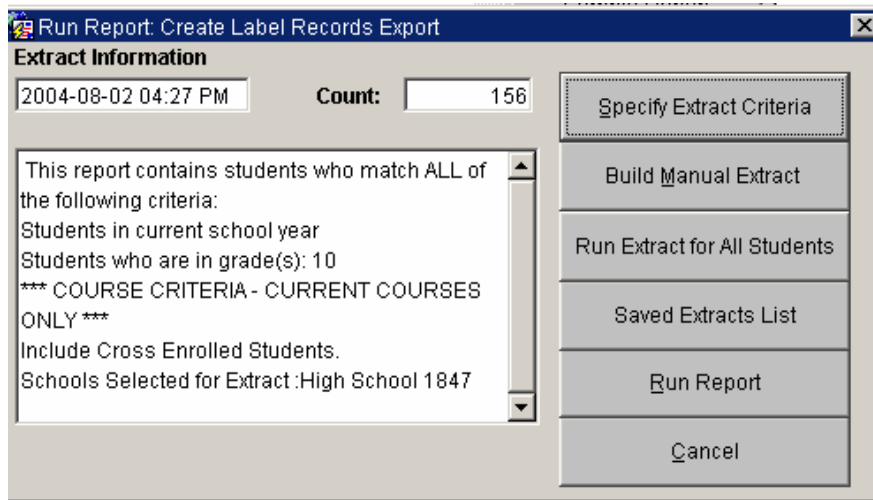 Run Report: Create Label Records Export
Extract Information
2004-08-02 04:27 PM Count: 156
Specify Extract Criteria
This report contains students who match ALL of
the following criteria:
Students in current school year
Students who are in grade(s): 10
*** COURSE CRITERIA - CURRENT COURSES
ONLY ***
Include Cross Enrolled Students.
Schools Selected for Extract :High School 1847
Build Manual Extract
Run Extract for All Students
Saved Extracts List
Run Report
Cancel